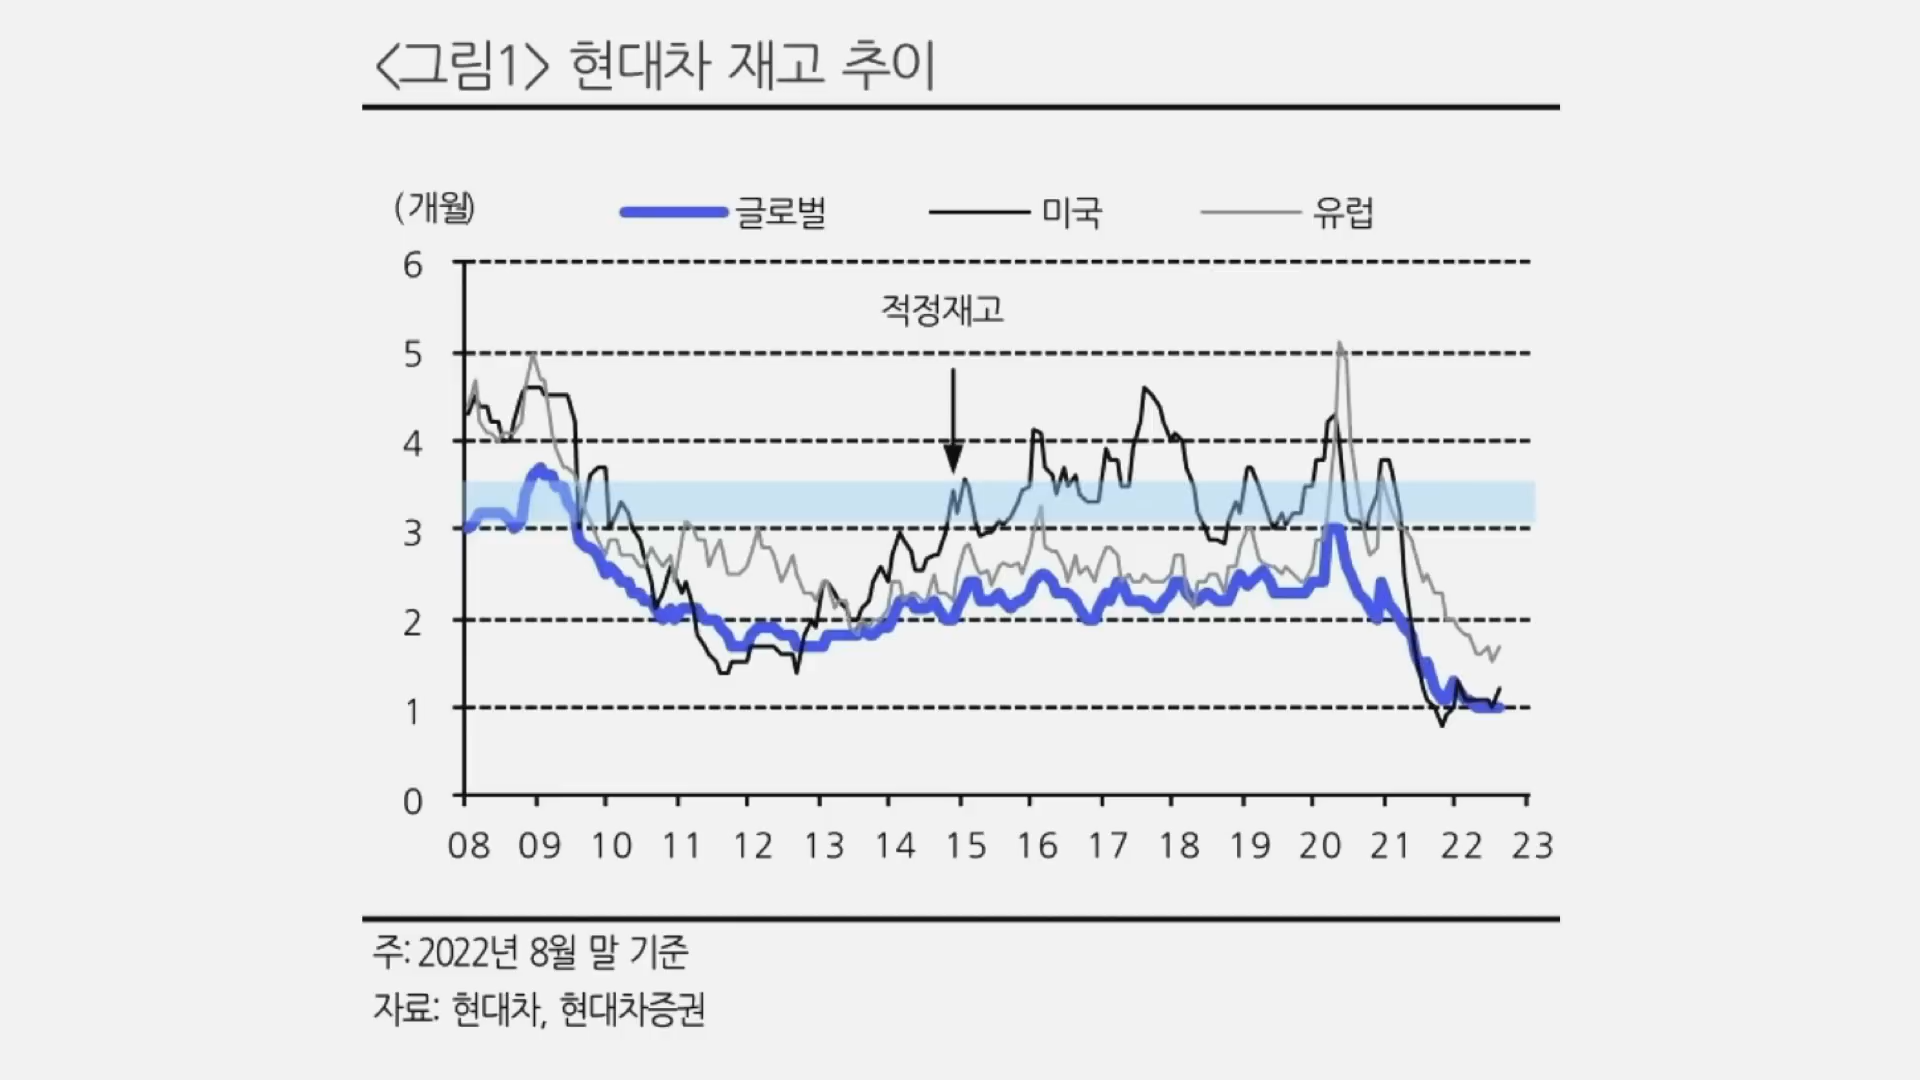 <그림1> 현대차 재고 추이
(개월)
글로벌 미국 유럽
6
적정재고
5
4
3
2
1
0
08 09 10 11 12 13 14 15 16 17 18 19 20 21 22 23
주: 2022년 8월 말 기준
자료: 현대차, 현대차증권